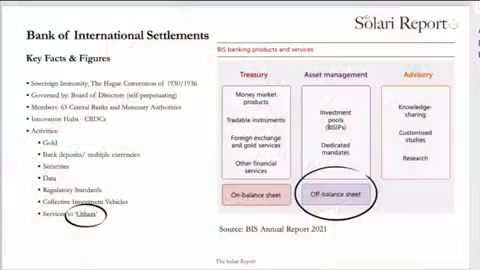 Solari Report
Bank of International Settlements
Key Facts & Figures
• Sovereign Immunity, The Hague Convention of 1930/1936
• Governed by: Board of Directors (self-perpetuating)
• Members: 63 Central Banks and Monetary Authorities
• Innovation Hubs - CBDCs
• Activities:
• Gold
• Bank deposits/ multiple currencies
• Securities
• Data
• Regulatory Standards
• Collective Investment Vehicles
• Services to 'Others'
BIS banking products and services
Treasury
Money market
products
Tradable instruments
Foreign exchange
and gold services
Other financial
services
On-balance sheet
Asset management
Investment
pools
(BISIPs)
Dedicated
mandates
Off-balance sheet
Advisory
Knowledge-
sharing
Customised
studies
Research
Source: BIS Annual Report 2021
The Solari Report